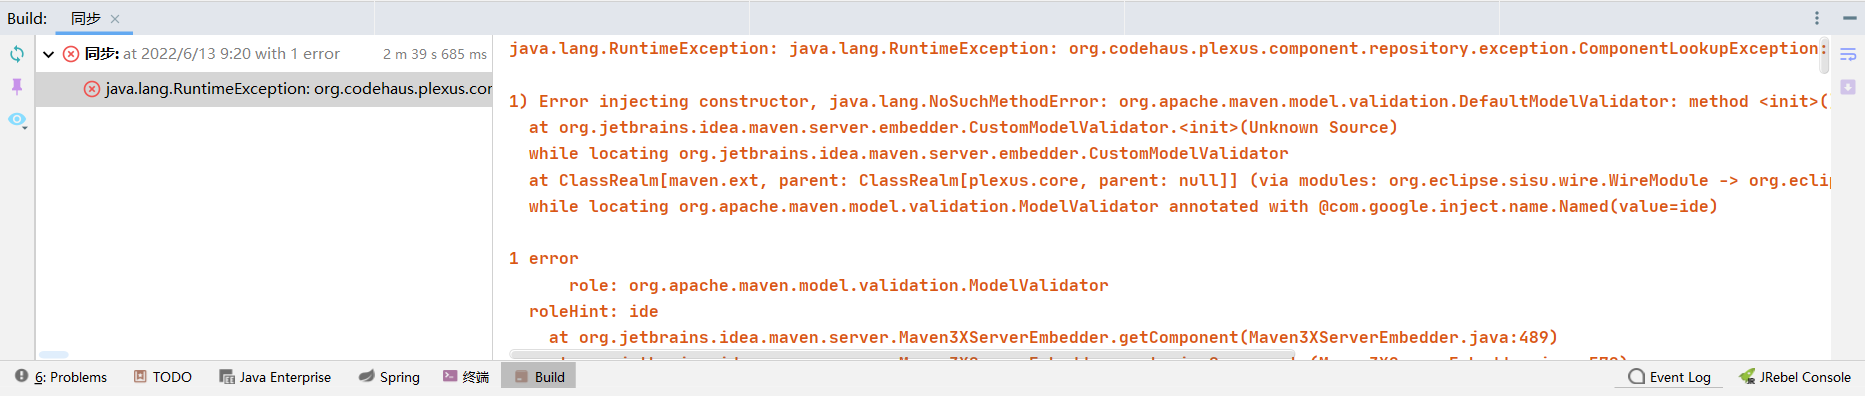 Build: 同步
同步: at 2022/6/13 9:20 with 1 error 2 m 39 s 685 ms
java.lang.RuntimeException: org.codehaus.plexus.cor
java.lang.RuntimeException: java.lang.RuntimeException: org.codehaus.plexus.component.repository.exception.ComponentLookupException:
1) Error injecting constructor, java.lang.NoSuchMethodError: org.apache.maven.model.validation.DefaultModelValidator: method <init>(
at org.jetbrains.idea.maven.server.embedder.CustomModelValidator.<init>(Unknown Source)
while locating org.jetbrains.idea.maven.server.embedder.CustomModelValidator
at ClassRealm[maven.ext, parent: ClassRealm[plexus.core, parent: null]] (via modules: org.eclipse.sisu.wire.WireModule -> org.eclip
while locating org.apache.maven.model.validation.ModelValidator annotated with @com.google.inject.name.Named(value=ide)
1 error
role: org.apache.maven.model.validation.ModelValidator
roleHint: ide
at org.jetbrains.idea.maven.server.Maven3XServerEmbedder.getComponent(Maven3XServerEmbedder.java:489)
6: Problems TODO Java Enterprise Spring 终端 Build Event Log JRebel Console